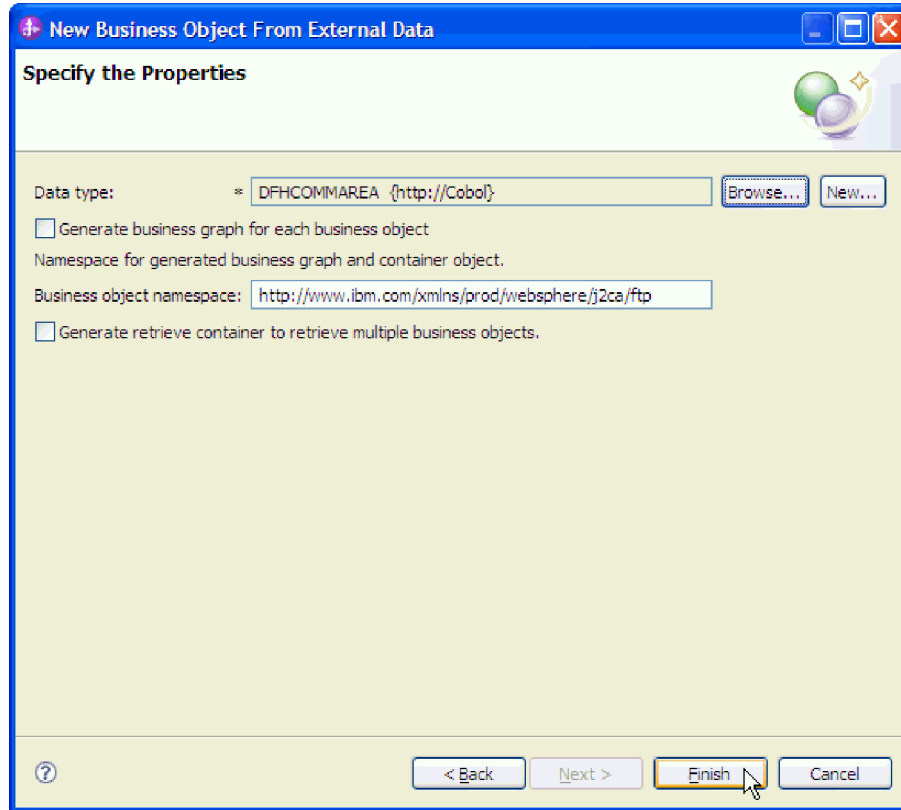 New Business Object From External Data
Specify the Properties
Data type: * DFHCOMMAREA {http://Cobol} Browse... New...
Generate business graph for each business object
Namespace for generated business graph and container object.
Business object namespace: http://www.ibm.com/xmlns/prod/websphere/j2ca/ftp
Generate retrieve container to retrieve multiple business objects.
? < Back Next > Finish Cancel